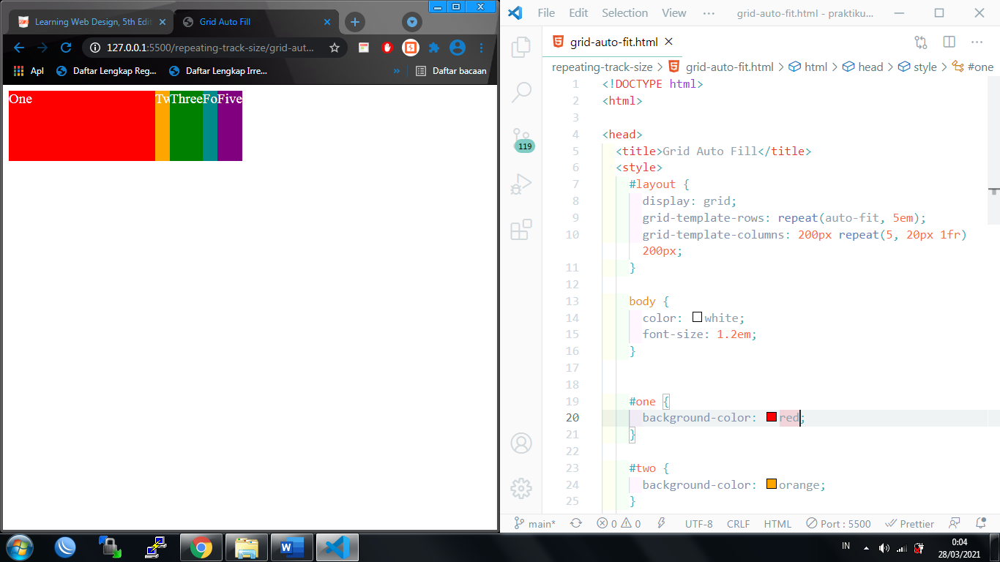 Learning Web Design, 5th Edit
Grid Auto Fill
127.0.0.1:5500/repeating-track-size/grid-aut...
Apl
Daftar Lengkap Reg...
Daftar Lengkap Irre...
»
Daftar bacaan
One
Tw
Three
Fo
Five
File Edit Selection View ··· grid-auto-fit.html - praktiku...
grid-auto-fit.html
repeating-track-size > grid-auto-fit.html > html > head > style > #one
119
1 <!DOCTYPE html>
2 <html>
3
4 <head>
5 <title>Grid Auto Fill</title>
6 <style>
7 #layout {
8 display: grid;
9 grid-template-rows: repeat(auto-fit, 5em);
10 grid-template-columns: 200px repeat(5, 20px 1fr)
200px;
11 }
12
13 body {
14 color: white;
15 font-size: 1.2em;
16 }
17
18
19 #one {
20 background-color: red;
21 }
22
23 #two {
24 background-color: orange;
25 }
main* 0 0 UTF-8 CRLF HTML Port : 5500 Prettier
IN
0:04
28/03/2021